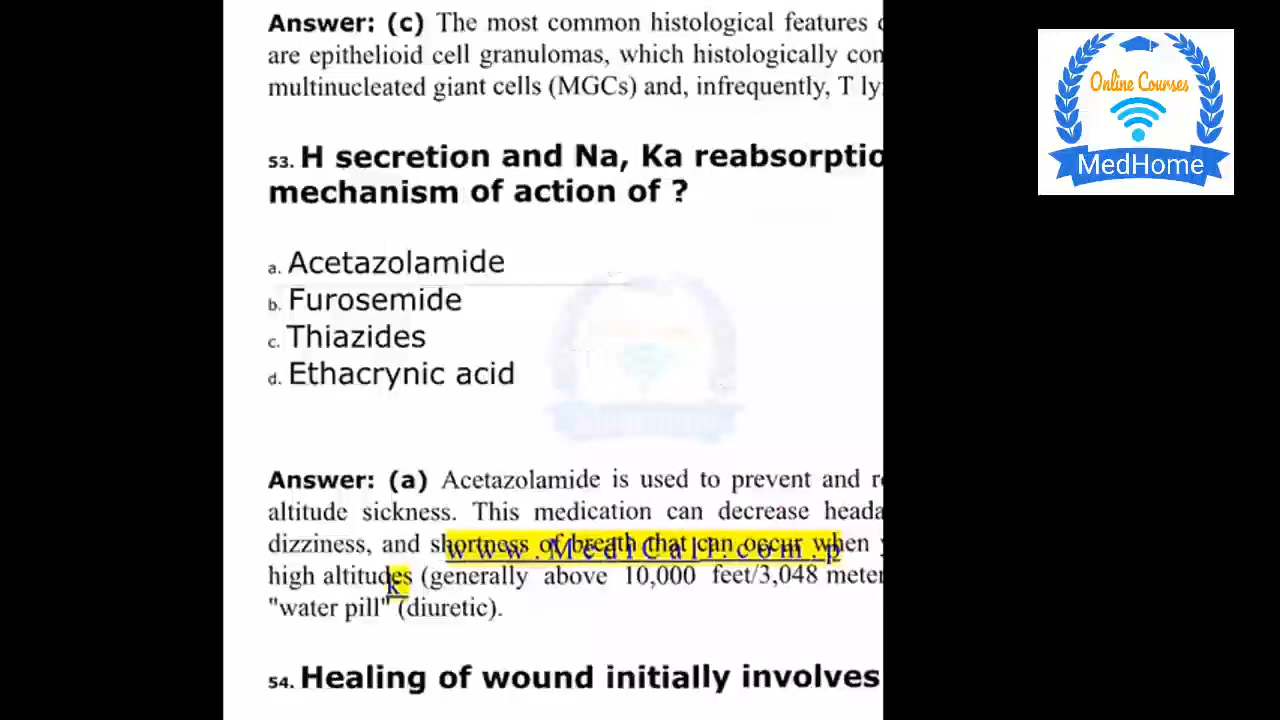 Answer: (c) The most common histological features
are epithelioid cell granulomas, which histologically con
multinucleated giant cells (MGCs) and, infrequently, T ly
Online Courses
MedHome
53. H secretion and Na, Ka reabsorptio
mechanism of action of ?
a. Acetazolamide
b. Furosemide
c. Thiazides
d. Ethacrynic acid
Answer: (a) Acetazolamide is used to prevent and re
altitude sickness. This medication can decrease heada
dizziness, and shortness of breath that can occur when
www.MediCall.com.p
high altitudes (generally above 10,000 feet/3,048 meter
k
"water pill" (diuretic).
54. Healing of wound initially involves